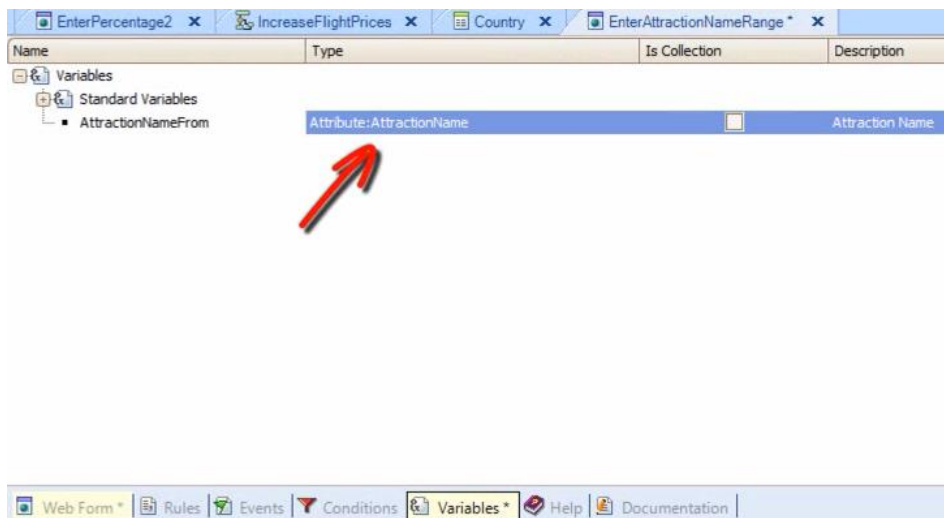 EnterPercentage2 IncreaseFlightPrices Country EnterAttractionNameRange *
Name Type Is Collection Description
Variables
Standard Variables
AttractionNameFrom Attribute:AttractionName Attraction Name
Web Form * Rules Events Conditions Variables * Help Documentation